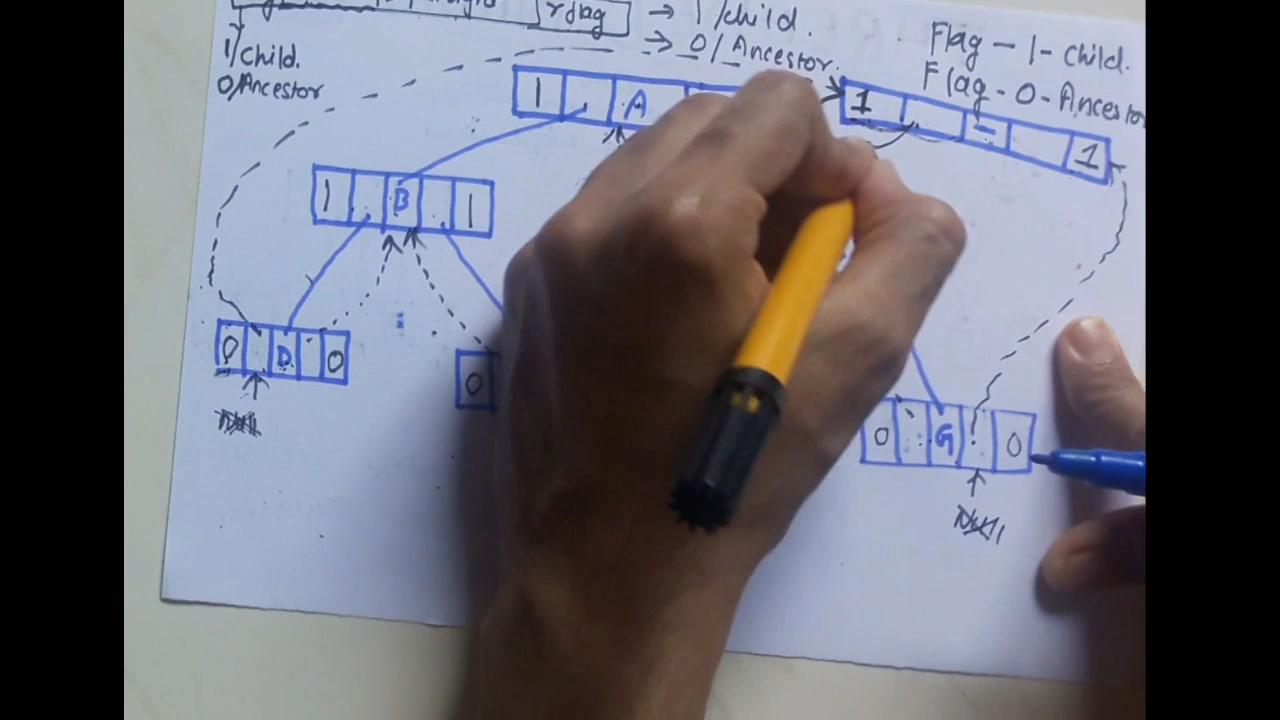 rflag → 1/child.
→ 0/Ancestor.
1/child.
0/Ancestor
Flag - 1 - child.
Flag - 0 - Ancestor
1 . A
1 . - 1
1 . B . 1
0 . D . 0
0
0 . G . 0